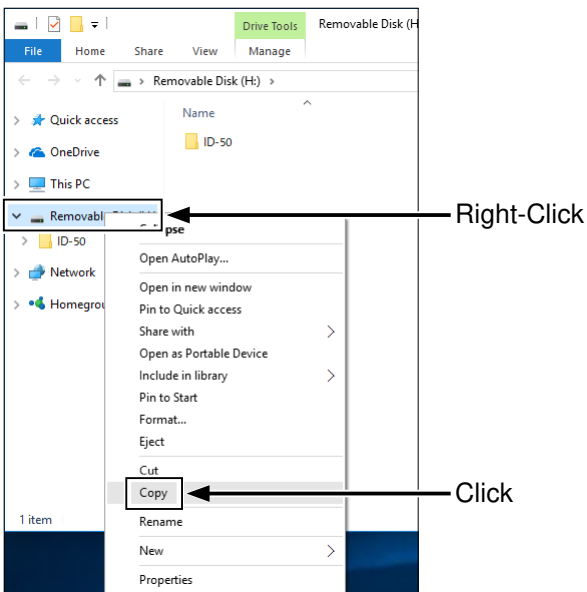 Drive Tools Removable Disk (H
File Home Share View Manage
Removable Disk (H:)
Name
Quick access
ID-50
OneDrive
This PC
Removabl
Right-Click
pse
ID-50
Open AutoPlay...
Network
Open in new window
Homegrou
Pin to Quick access
Share with
Open as Portable Device
Include in library
Pin to Start
Format...
Eject
Cut
Copy
Click
1 item
Rename
New
Properties